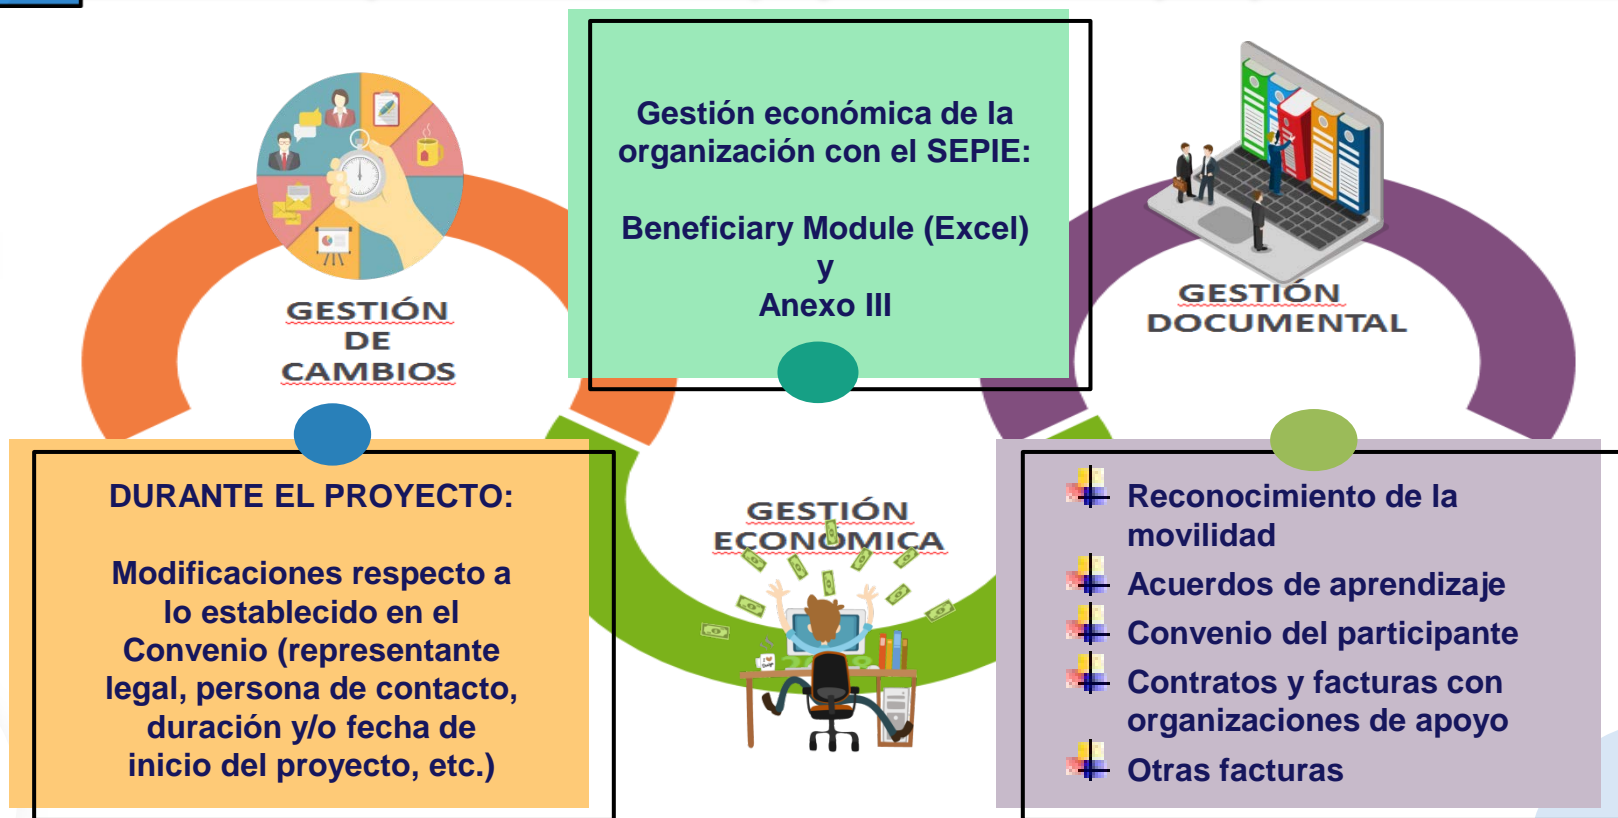 Gestión económica de la
organización con el SEPIE:
Beneficiary Module (Excel)
y
Anexo III
GESTIÓN
DE
CAMBIOS
GESTIÓN
DOCUMENTAL
DURANTE EL PROYECTO:
Modificaciones respecto a
lo establecido en el
Convenio (representante
legal, persona de contacto,
duración y/o fecha de
inicio del proyecto, etc.)
GESTIÓN
ECONÓMICA
Reconocimiento de la
movilidad
Acuerdos de aprendizaje
Convenio del participante
Contratos y facturas con
organizaciones de apoyo
Otras facturas